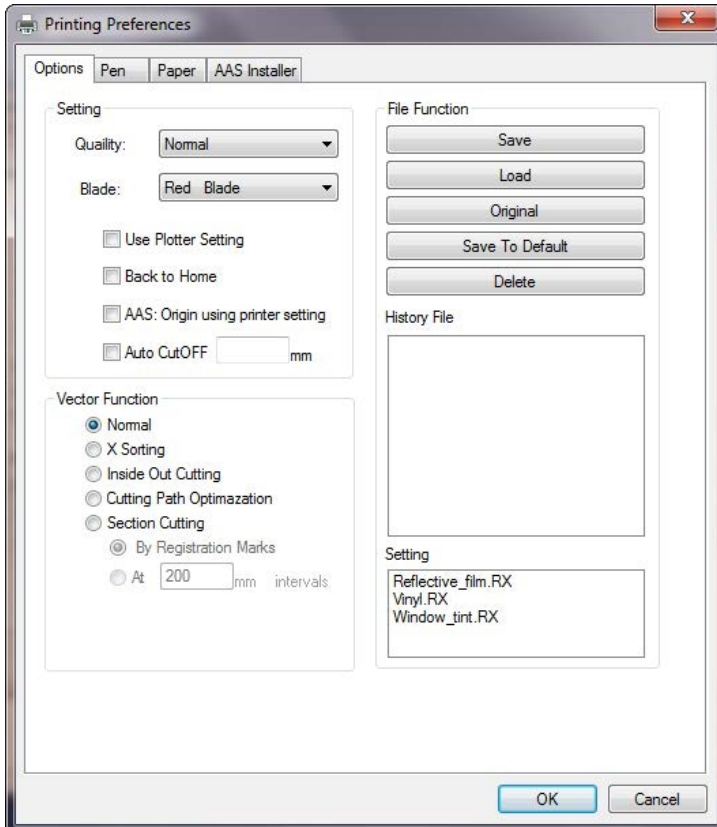 Printing Preferences
Options Pen Paper AAS Installer
Setting
Quaility: Normal
Blade: Red Blade
Use Plotter Setting
Back to Home
AAS: Origin using printer setting
Auto CutOFF mm
Vector Function
Normal
X Sorting
Inside Out Cutting
Cutting Path Optimazation
Section Cutting
By Registration Marks
At 200 mm intervals
File Function
Save
Load
Original
Save To Default
Delete
History File
Setting
Reflective_film.RX
Vinyl.RX
Window_tint.RX
OK Cancel